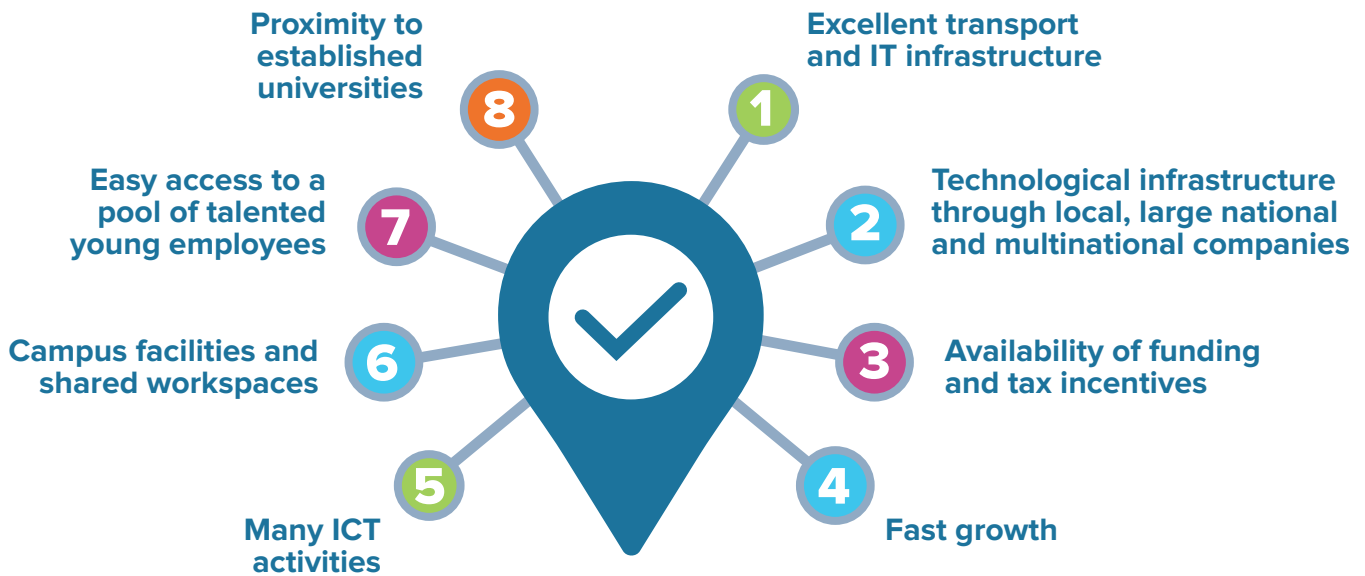 1
Excellent transport
and IT infrastructure
2
Technological infrastructure
through local, large national
and multinational companies
3
Availability of funding
and tax incentives
4
Fast growth
5
Many ICT
activities
6
Campus facilities and
shared workspaces
7
Easy access to a
pool of talented
young employees
8
Proximity to
established
universities